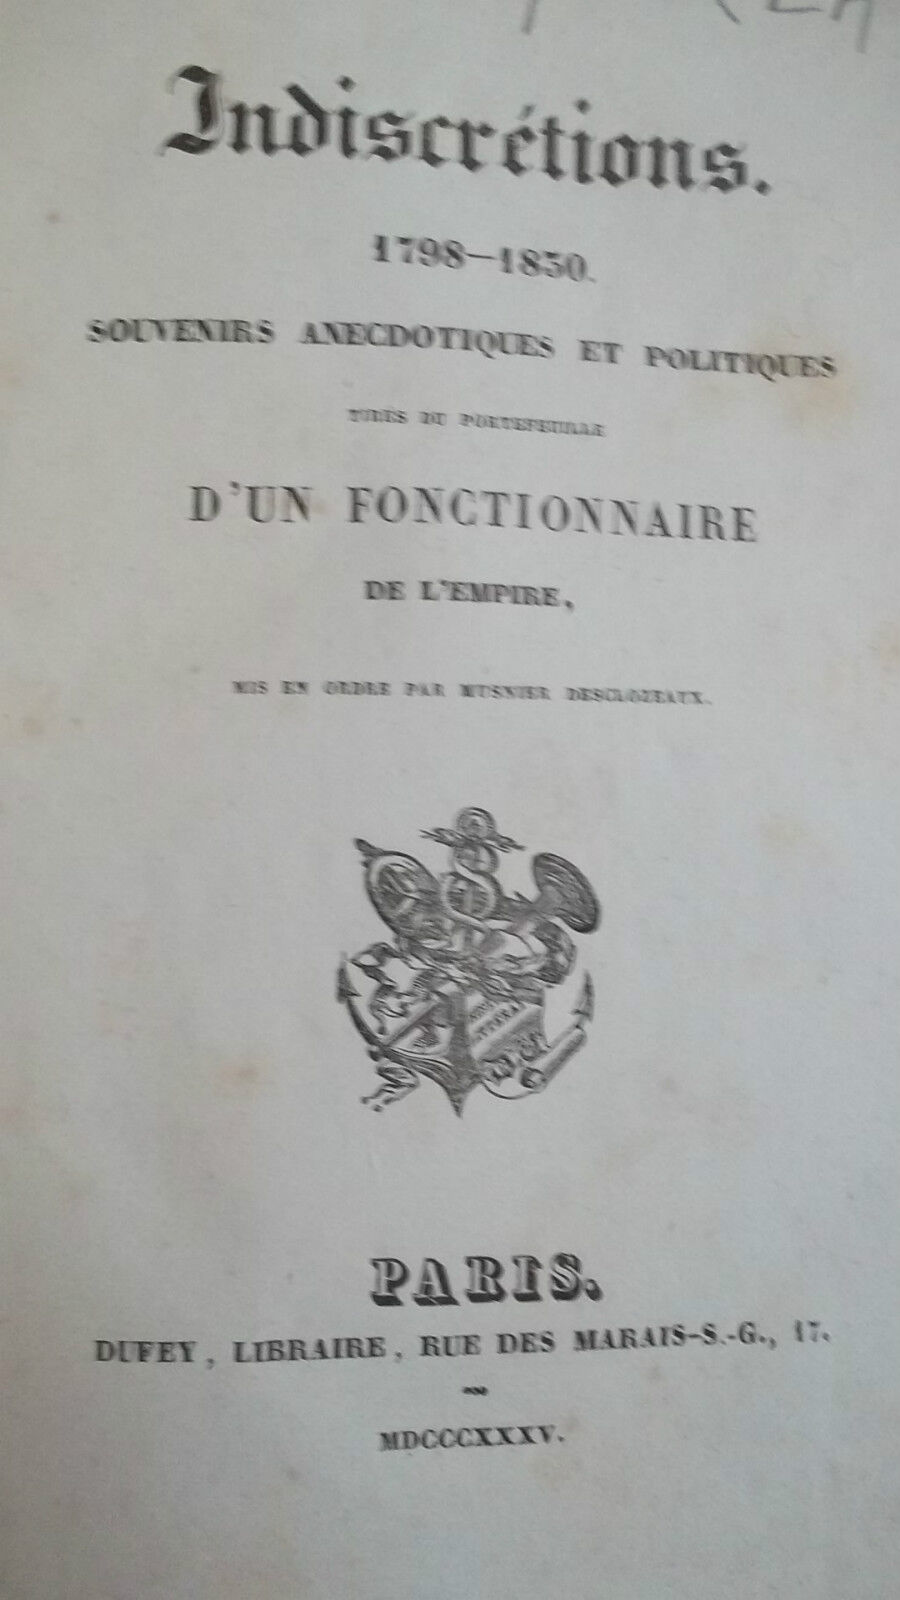 Indiscrétions.
1798—1830.
SOUVENIRS ANECDOTIQUES ET POLITIQUES
TIRÉS DU PORTEFEUILLE
D'UN FONCTIONNAIRE
DE L'EMPIRE,
MIS EN ORDRE PAR MUSNIER DESCLOZEAUX.
PARIS.
DUFEY, LIBRAIRE, RUE DES MARAIS-S.-G., 17.
MDCCCXXXV.